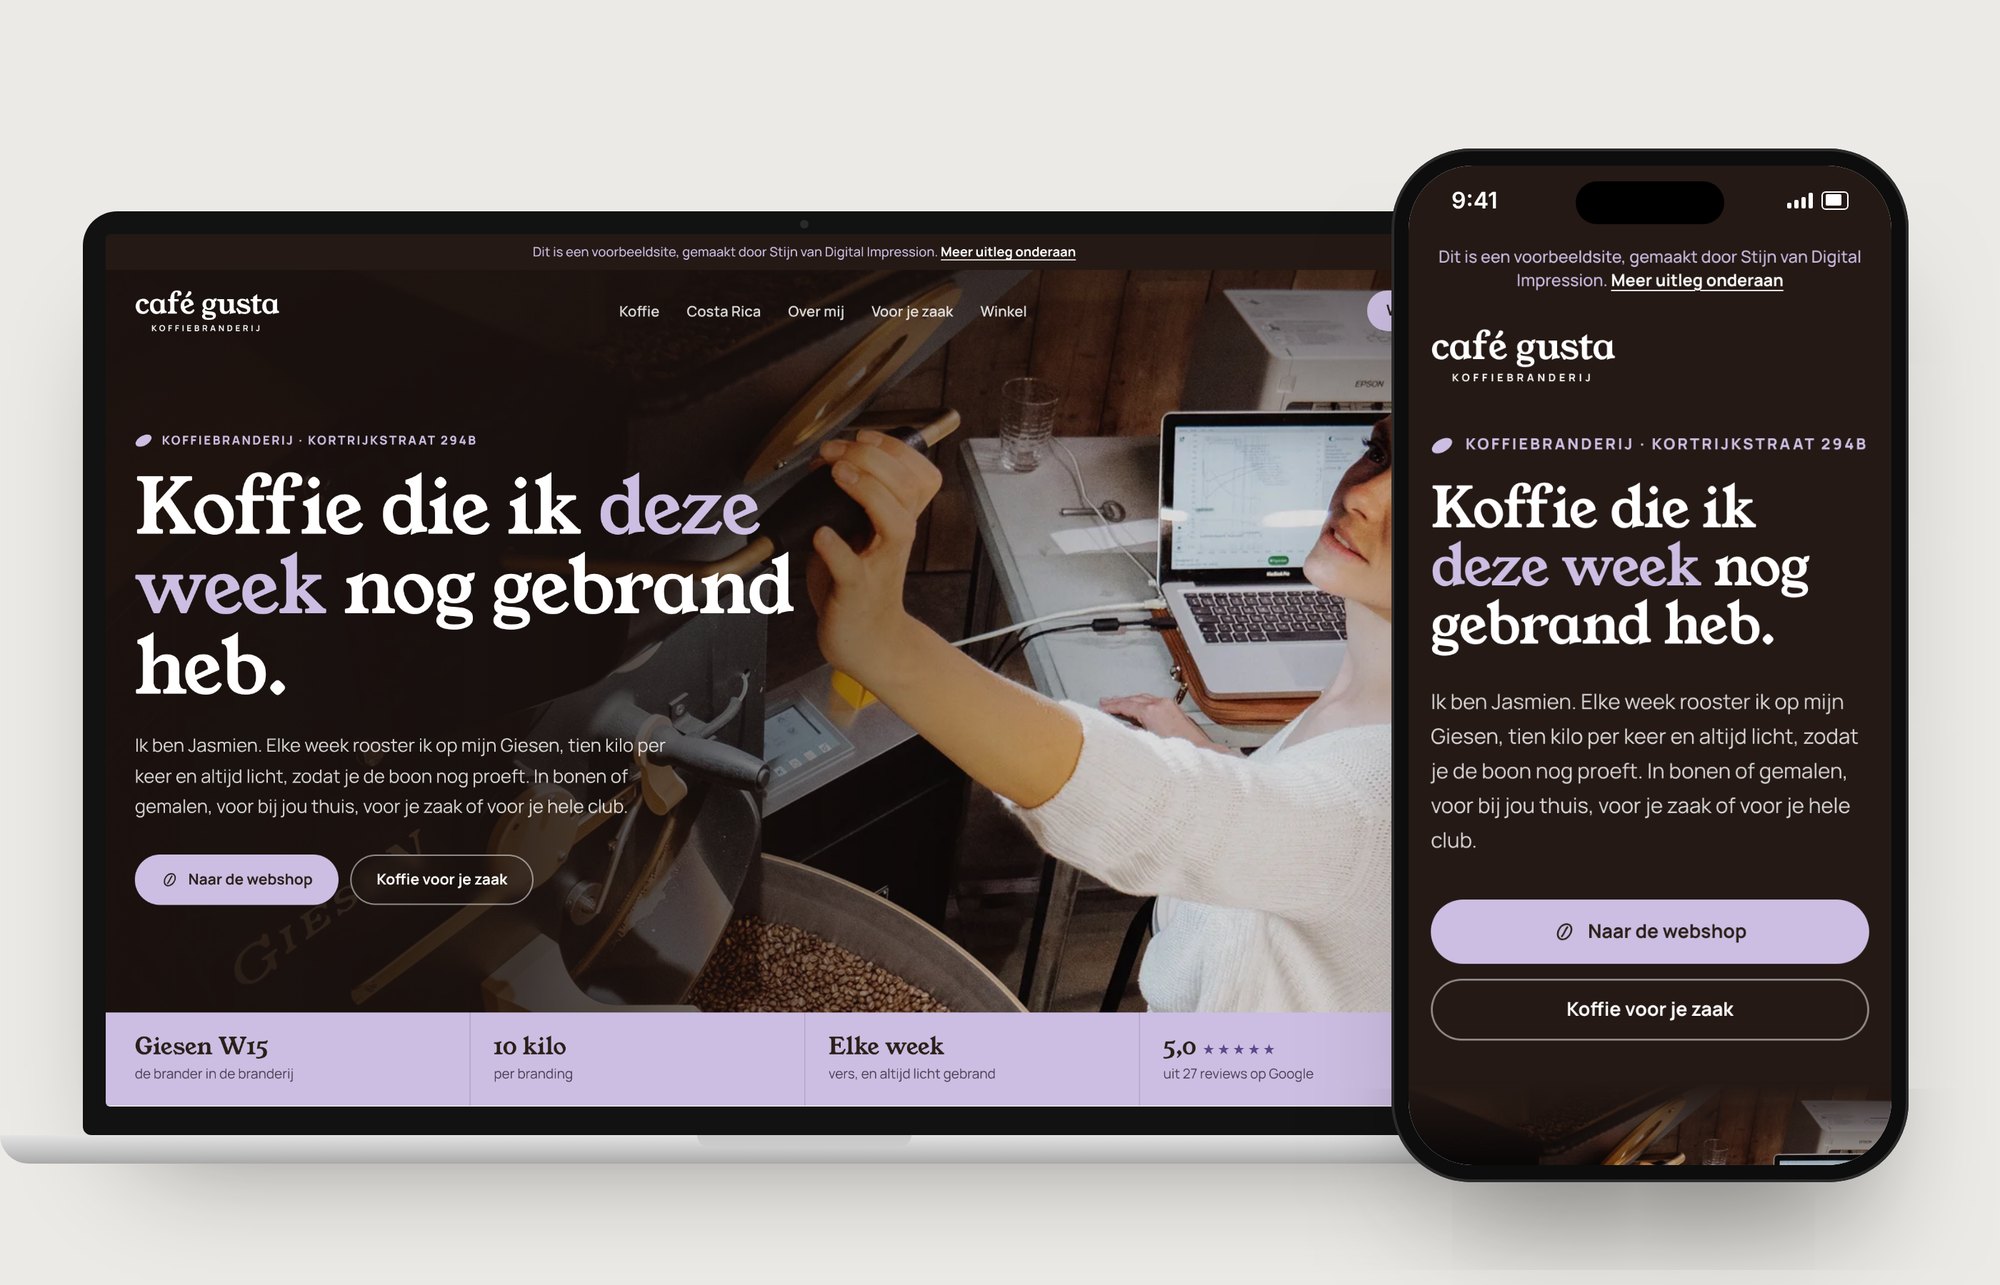 Dit is een voorbeeldsite, gemaakt door Stijn van Digital Impression. Meer uitleg onderaan
café gusta
KOFFIEBRANDERIJ
Koffie Costa Rica Over mij Voor je zaak Winkel
EPSON
KOFFIEBRANDERIJ · KORTRIJKSTRAAT 294B
Koffie die ik deze
week nog gebrand
heb.
Ik ben Jasmien. Elke week rooster ik op mijn Giesen, tien kilo per
keer en altijd licht, zodat je de boon nog proeft. In bonen of
gemalen, voor bij jou thuis, voor je zaak of voor je hele club.
Naar de webshop
Koffie voor je zaak
GIESEN
Giesen W15
de brander in de branderij
10 kilo
per branding
Elke week
vers, en altijd licht gebrand
5,0 ★★★★★
uit 27 reviews op Google
9:41
Dit is een voorbeeldsite, gemaakt door Stijn van Digital
Impression. Meer uitleg onderaan
café gusta
KOFFIEBRANDERIJ
KOFFIEBRANDERIJ · KORTRIJKSTRAAT 294B
Koffie die ik
deze week nog
gebrand heb.
Ik ben Jasmien. Elke week rooster ik op mijn
Giesen, tien kilo per keer en altijd licht, zodat
je de boon nog proeft. In bonen of gemalen,
voor bij jou thuis, voor je zaak of voor je hele
club.
Naar de webshop
Koffie voor je zaak